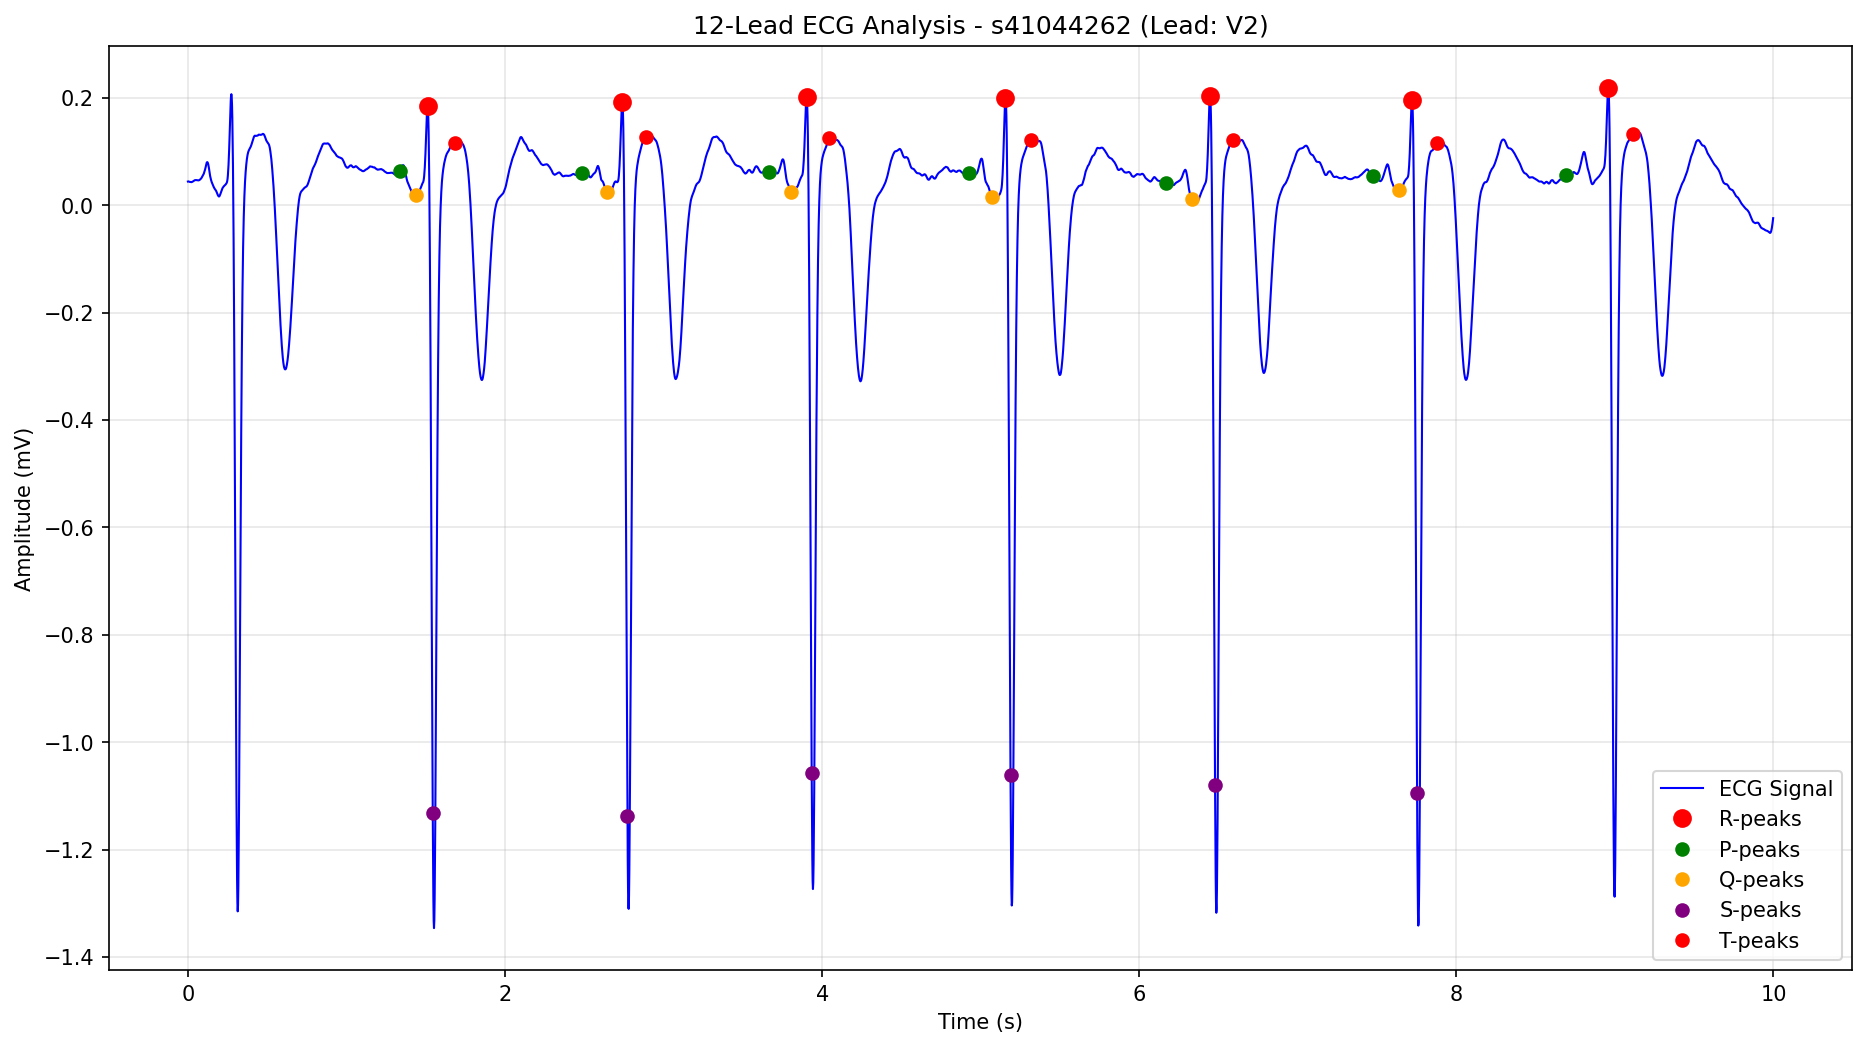 12-Lead ECG Analysis - s41044262 (Lead: V2)
Amplitude (mV)
0.2
0.0
−0.2
−0.4
−0.6
−0.8
−1.0
−1.2
−1.4
0 2 4 6 8 10
Time (s)
ECG Signal
R-peaks
P-peaks
Q-peaks
S-peaks
T-peaks